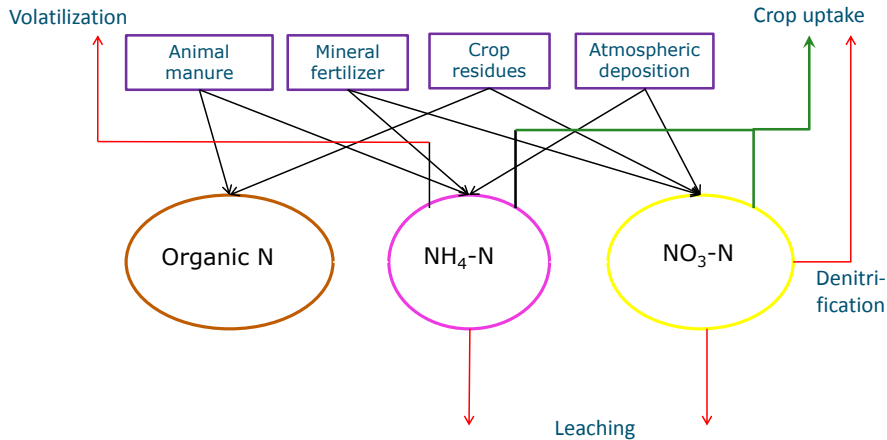 Volatilization
Crop uptake
Animal
manure
Mineral
fertilizer
Crop
residues
Atmospheric
deposition
Organic N
NH₄-N
NO₃-N
Denitri-
fication
Leaching